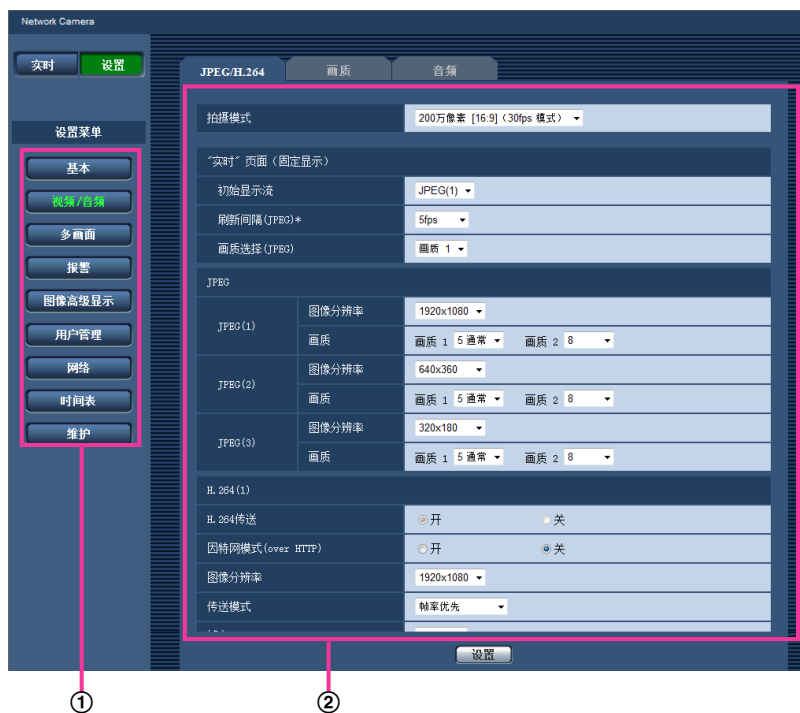 Network Camera
实时 设置
设置菜单
基本
视频/音频
多画面
报警
图像高级显示
用户管理
网络
时间表
维护
JPEG/H.264 画质 音频
拍摄模式 200万像素 [16:9]（30fps 模式）
"实时" 页面（固定显示）
初始显示流 JPEG(1)
刷新间隔(JPEG)* 5fps
画质选择(JPEG) 画质 1
JPEG
JPEG(1) 图像分辨率 1920x1080
画质 画质 1 5 通常 画质 2 8
JPEG(2) 图像分辨率 640x360
画质 画质 1 5 通常 画质 2 8
JPEG(3) 图像分辨率 320x180
画质 画质 1 5 通常 画质 2 8
H.264(1)
H.264传送 开 关
因特网模式(over HTTP) 开 关
图像分辨率 1920x1080
传送模式 帧率优先
设置
① ②